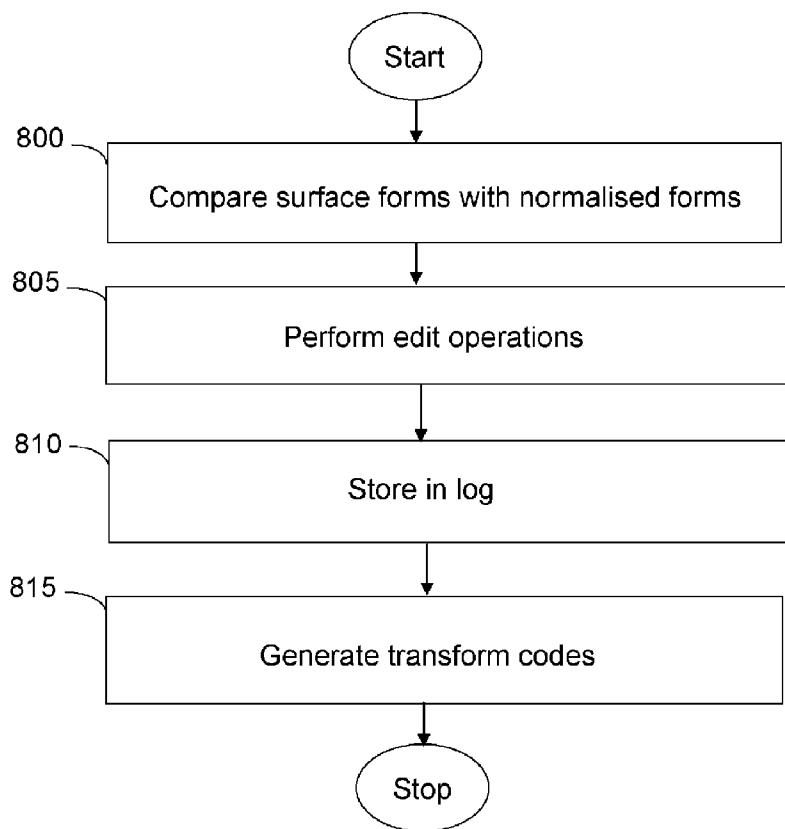 Start
800
Compare surface forms with normalised forms
805
Perform edit operations
810
Store in log
815
Generate transform codes
Stop